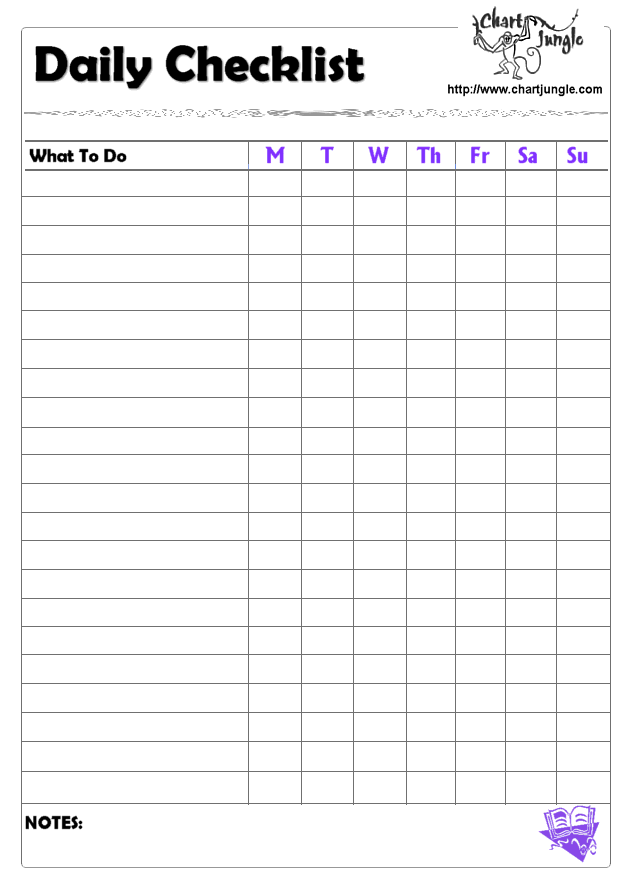 Chart
Jungle
Daily Checklist
http://www.chartjungle.com
What To Do M T W Th Fr Sa Su
NOTES: